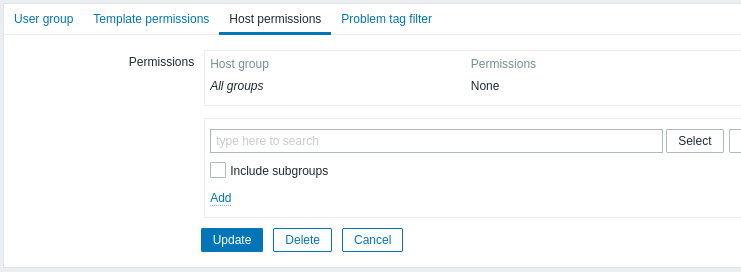 User group Template permissions Host permissions Problem tag filter
Permissions Host group Permissions
All groups None
type here to search Select
Include subgroups
Add
Update Delete Cancel